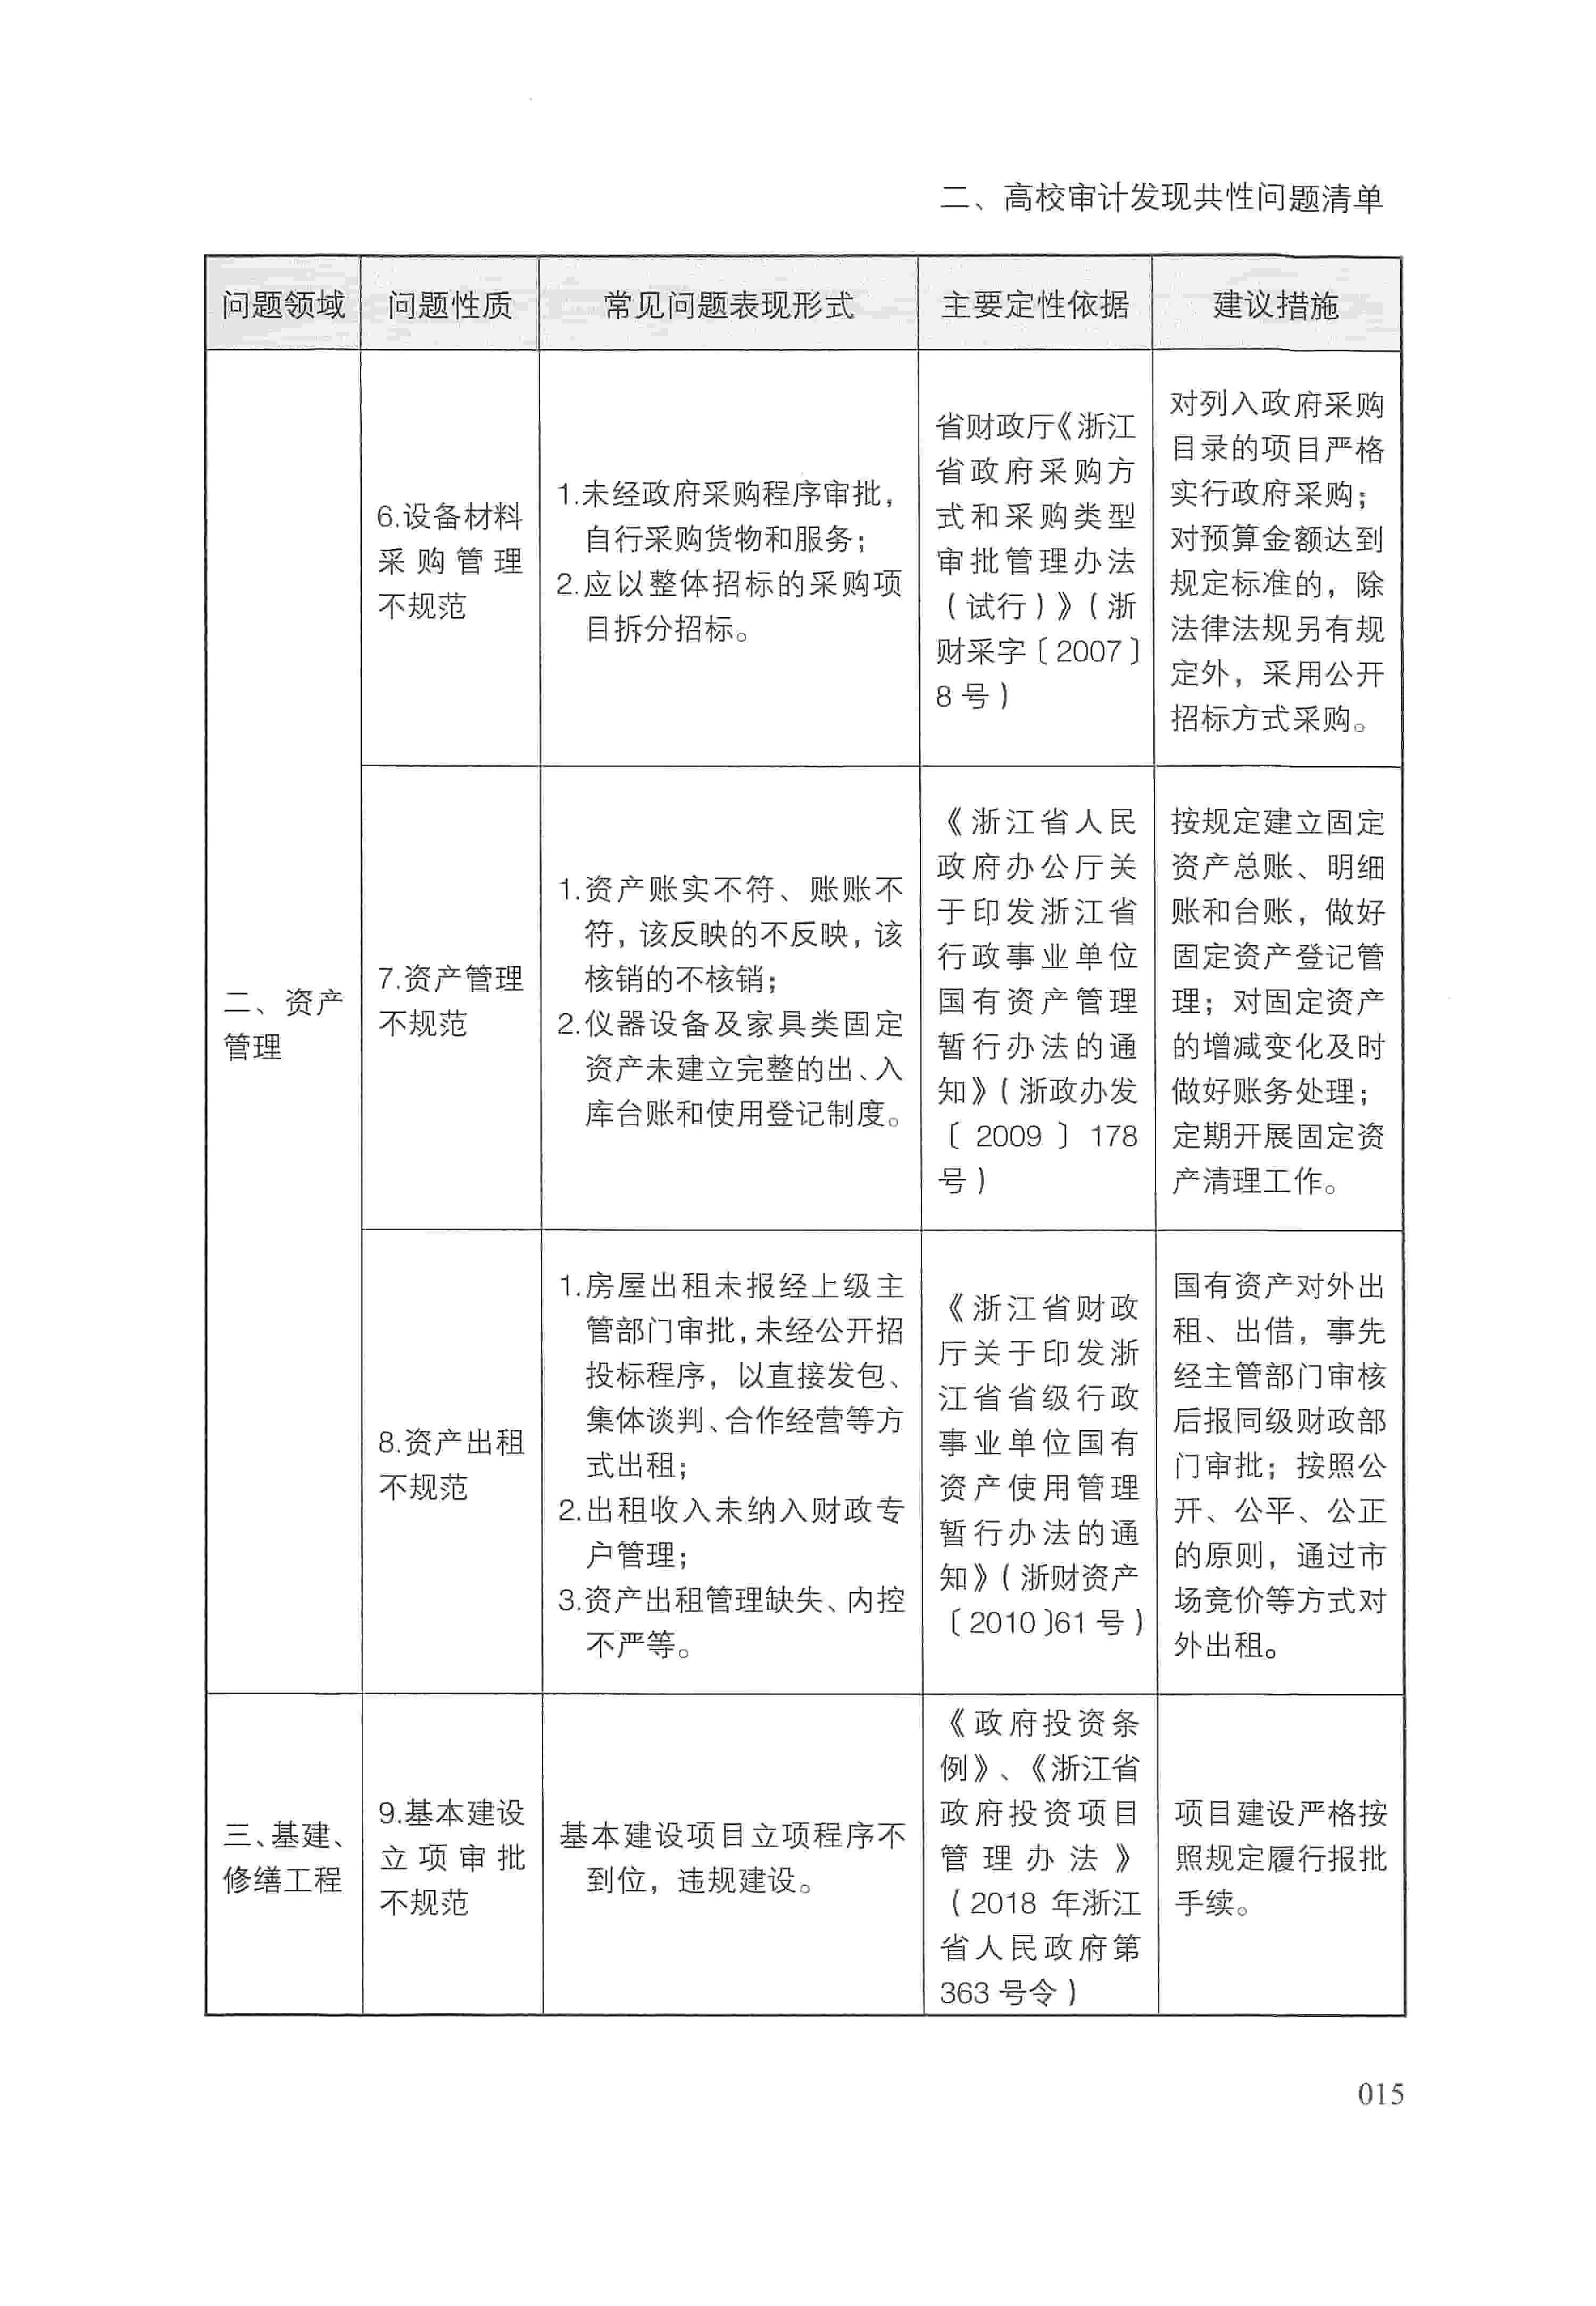 二、高校审计发现共性问题清单
问题领域
问题性质
常见问题表现形式
主要定性依据
建议措施
二、资产
管理
6.设备材料
采购管理
不规范
1.未经政府采购程序审批，
自行采购货物和服务；
2.应以整体招标的采购项
目拆分招标。
省财政厅《浙江
省政府采购方
式和采购类型
审批管理办法
（试行）》（浙
财采字〔2007〕
8号）
对列入政府采购
目录的项目严格
实行政府采购；
对预算金额达到
规定标准的，除
法律法规另有规
定外，采用公开
招标方式采购。
7.资产管理
不规范
1.资产账实不符、账账不
符，该反映的不反映，该
核销的不核销；
2.仪器设备及家具类固定
资产未建立完整的出、入
库台账和使用登记制度。
《浙江省人民
政府办公厅关
于印发浙江省
行政事业单位
国有资产管理
暂行办法的通
知》（浙政办发
〔2009〕178
号）
按规定建立固定
资产总账、明细
账和台账，做好
固定资产登记管
理；对固定资产
的增减变化及时
做好账务处理；
定期开展固定资
产清理工作。
8.资产出租
不规范
1.房屋出租未报经上级主
管部门审批，未经公开招
投标程序，以直接发包、
集体谈判、合作经营等方
式出租；
2.出租收入未纳入财政专
户管理；
3.资产出租管理缺失、内控
不严等。
《浙江省财政
厅关于印发浙
江省省级行政
事业单位国有
资产使用管理
暂行办法的通
知》（浙财资产
〔2010〕61号）
国有资产对外出
租、出借，事先
经主管部门审核
后报同级财政部
门审批；按照公
开、公平、公正
的原则，通过市
场竞价等方式对
外出租。
三、基建、
修缮工程
9.基本建设
立项审批
不规范
基本建设项目立项程序不
到位，违规建设。
《政府投资条
例》、《浙江省
政府投资项目
管理办法》
（2018年浙江
省人民政府第
363号令）
项目建设严格按
照规定履行报批
手续。
015